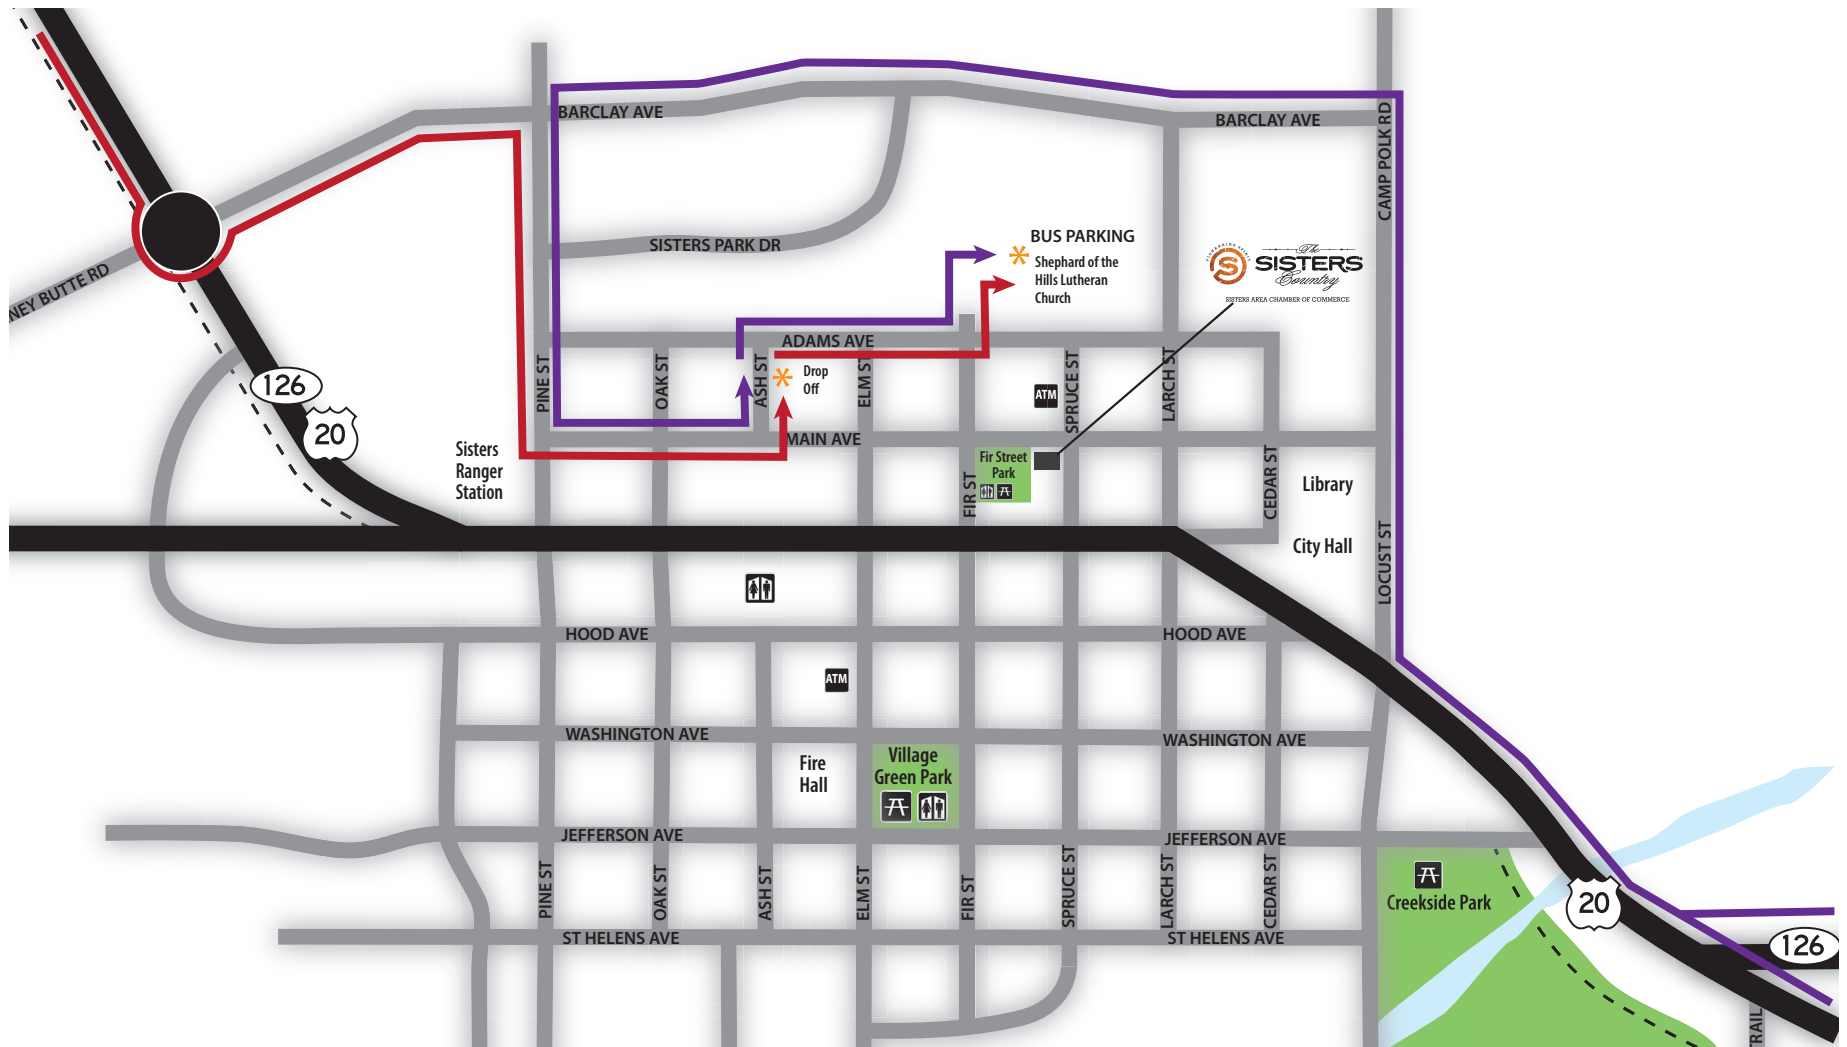 BARCLAY AVE
BARCLAY AVE
CAMP POLK RD
SISTERS PARK DR
BUS PARKING
Shephard of the
Hills Lutheran
Church
The
SISTERS
Country
SISTERS AREA CHAMBER OF COMMERCE
NEY BUTTE RD
ADAMS AVE
PINE ST
OAK ST
ASH ST
Drop
Off
ELM ST
SPRUCE ST
LARCH ST
126
20
ATM
MAIN AVE
Sisters
Ranger
Station
Fir Street
Park
FIR ST
CEDAR ST
Library
City Hall
LOCUST ST
HOOD AVE
HOOD AVE
ATM
WASHINGTON AVE
WASHINGTON AVE
Fire
Hall
Village
Green Park
JEFFERSON AVE
JEFFERSON AVE
PINE ST
OAK ST
ASH ST
ELM ST
FIR ST
SPRUCE ST
LARCH ST
CEDAR ST
Creekside Park
20
126
ST HELENS AVE
ST HELENS AVE
TRAIL